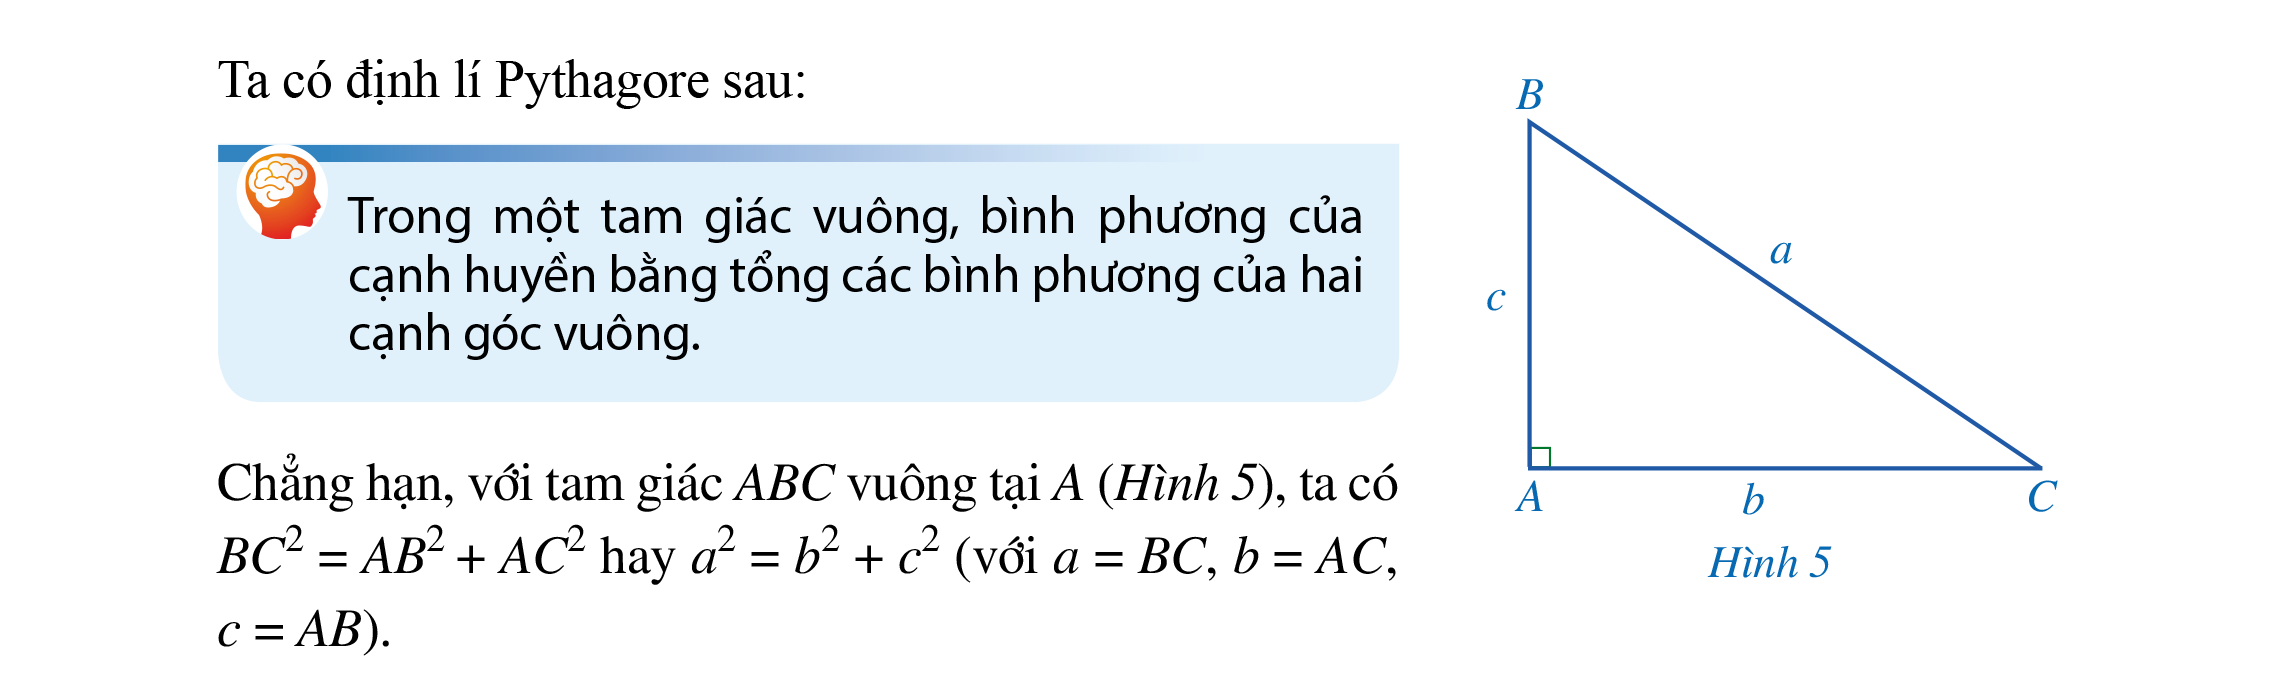 Ta có định lí Pythagore sau:
Trong một tam giác vuông, bình phương của
cạnh huyền bằng tổng các bình phương của hai
cạnh góc vuông.
Chẳng hạn, với tam giác ABC vuông tại A (Hình 5), ta có
BC² = AB² + AC² hay a² = b² + c² (với a = BC, b = AC,
c = AB).
B
a
c
A
b
C
Hình 5